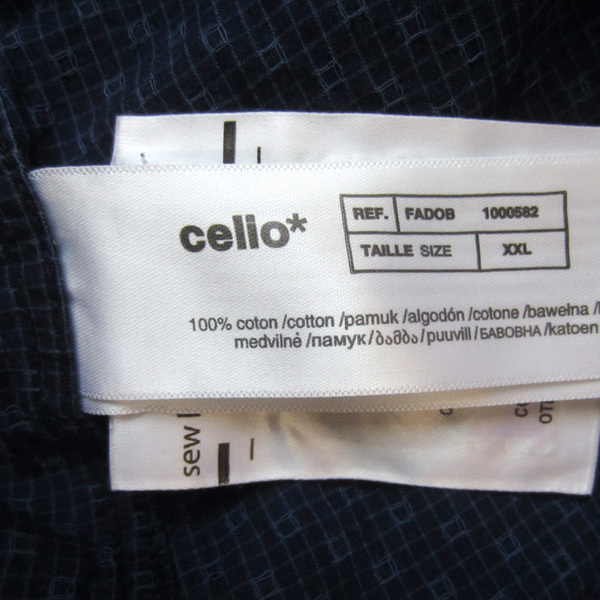 celio*
REF. FADOB 1000582
TAILLE SIZE XXL
100% coton /cotton /pamuk /algodón /cotone /bawełna /
medvilnė /памук /ბამბა /puuvill /БАВОВНА /katoen
sew